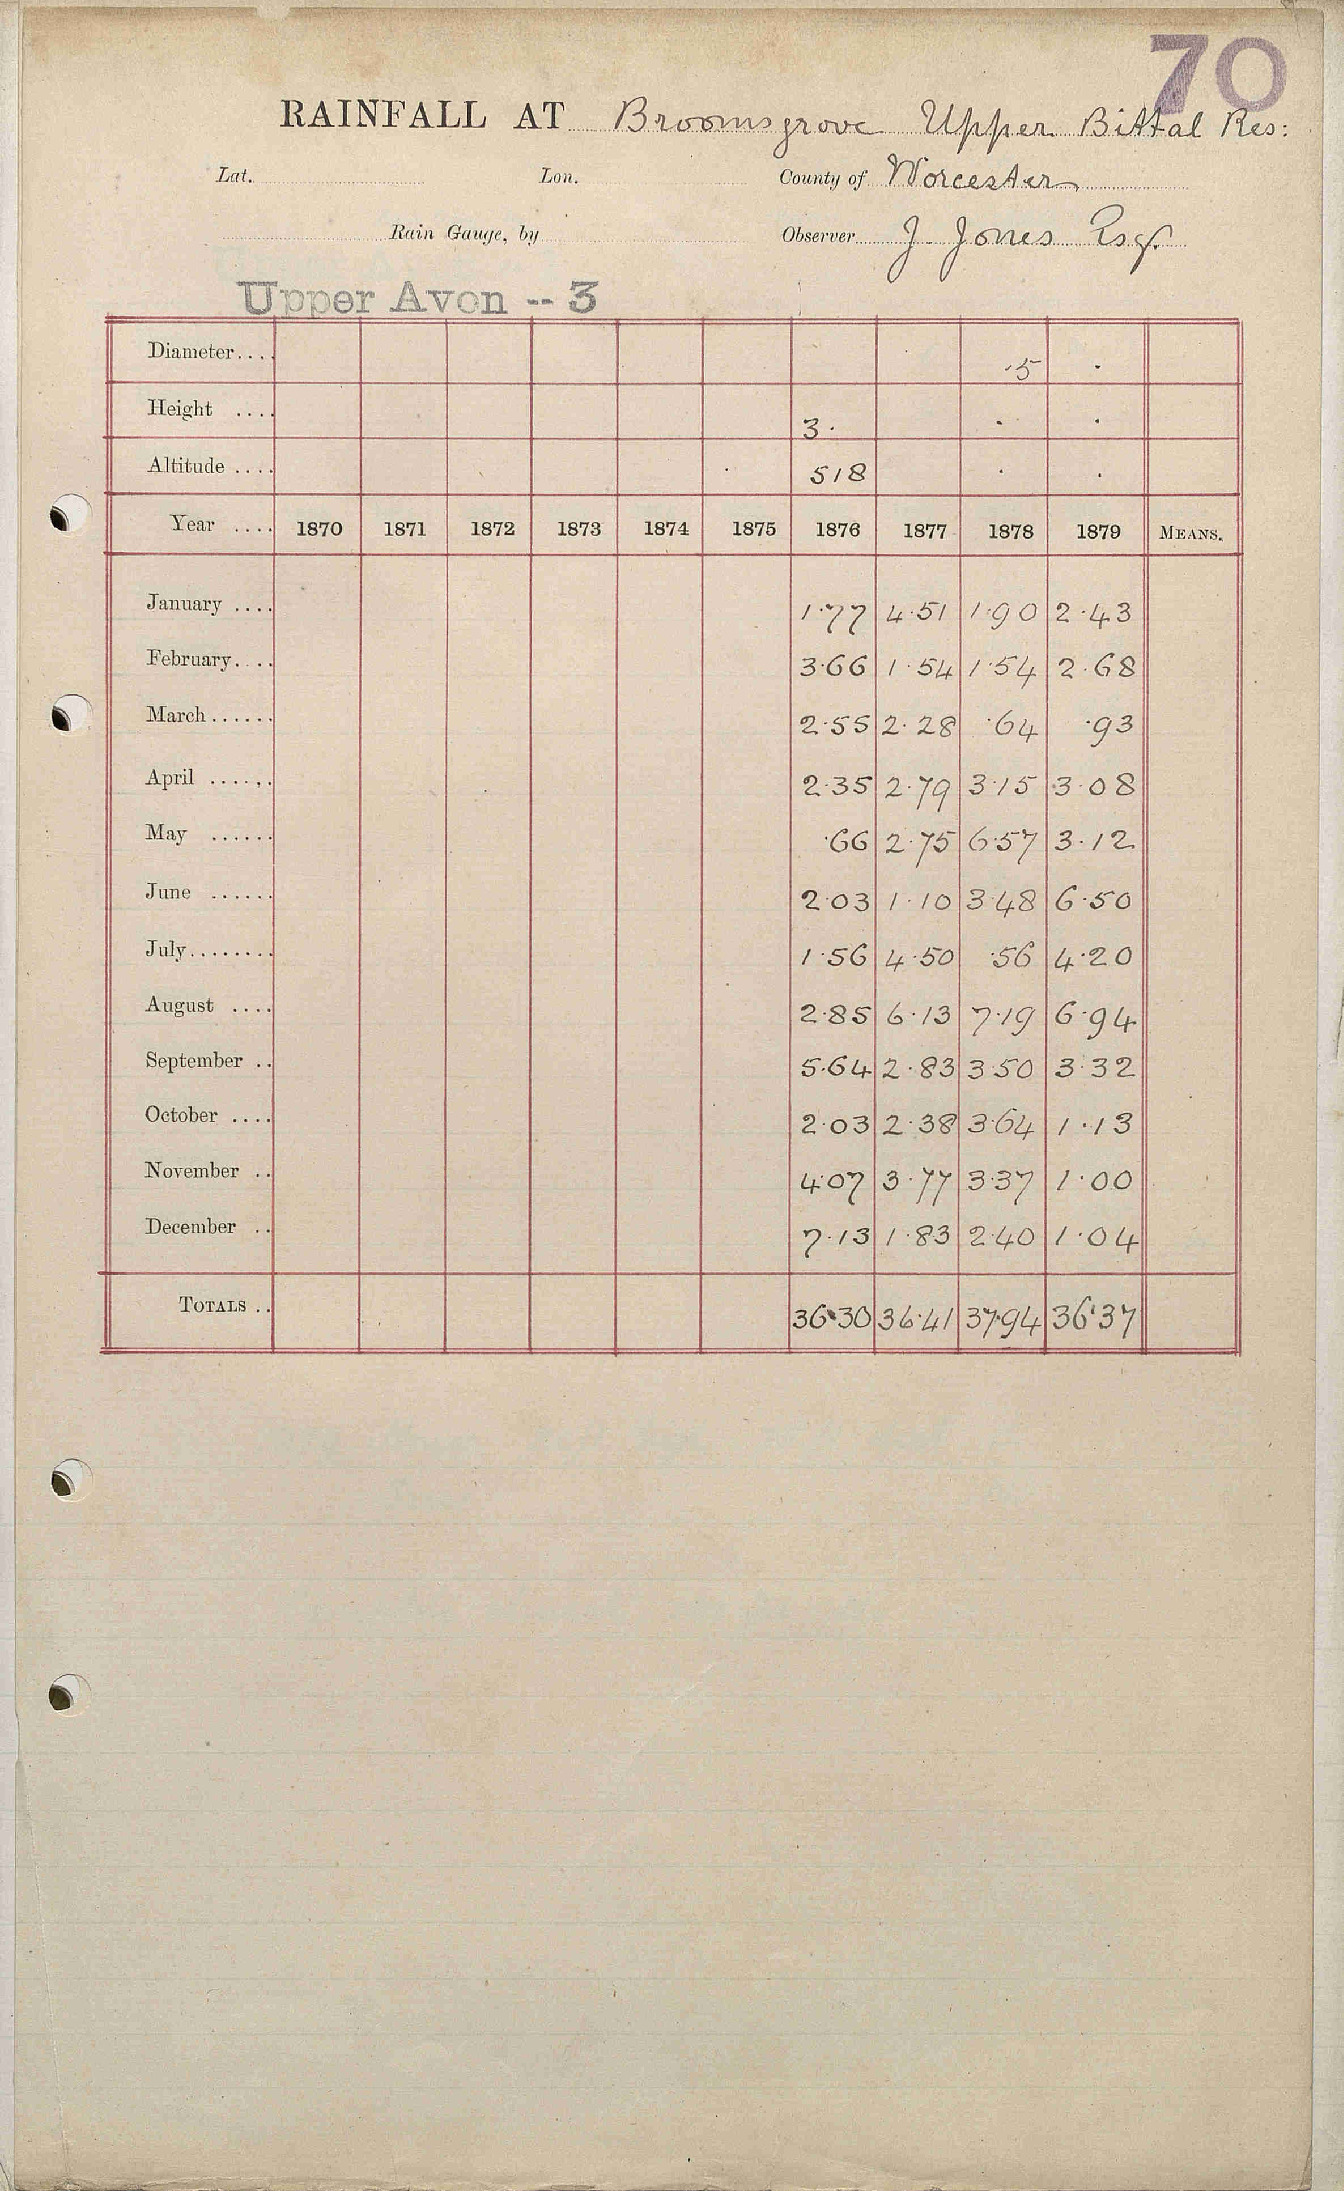 70
RAINFALL AT Bromsgrove Upper Bittal Res:
Lat. Lon. County of Worcester
Rain Gauge, by Observer J Jones Esq.
Upper Avon -- 3
Diameter.... ·5 ·
Height .... 3· · ·
Altitude .... · 518 · ·
Year .... 1870 1871 1872 1873 1874 1875 1876 1877 1878 1879 MEANS.
January .... 1·77 4·51 1·90 2·43
February.... 3·66 1·54 1·54 2·68
March...... 2·55 2·28 ·64 ·93
April ...... 2·35 2·79 3·15 3·08
May ...... ·66 2·75 6·57 3·12
June ...... 2·03 1·10 3·48 6·50
July........ 1·56 4·50 ·56 4·20
August .... 2·85 6·13 7·19 6·94
September .. 5·64 2·83 3·50 3·32
October .... 2·03 2·38 3·64 1·13
November .. 4·07 3·77 3·37 1·00
December .. 7·13 1·83 2·40 1·04
TOTALS .. 36·30 36·41 37·94 36·37